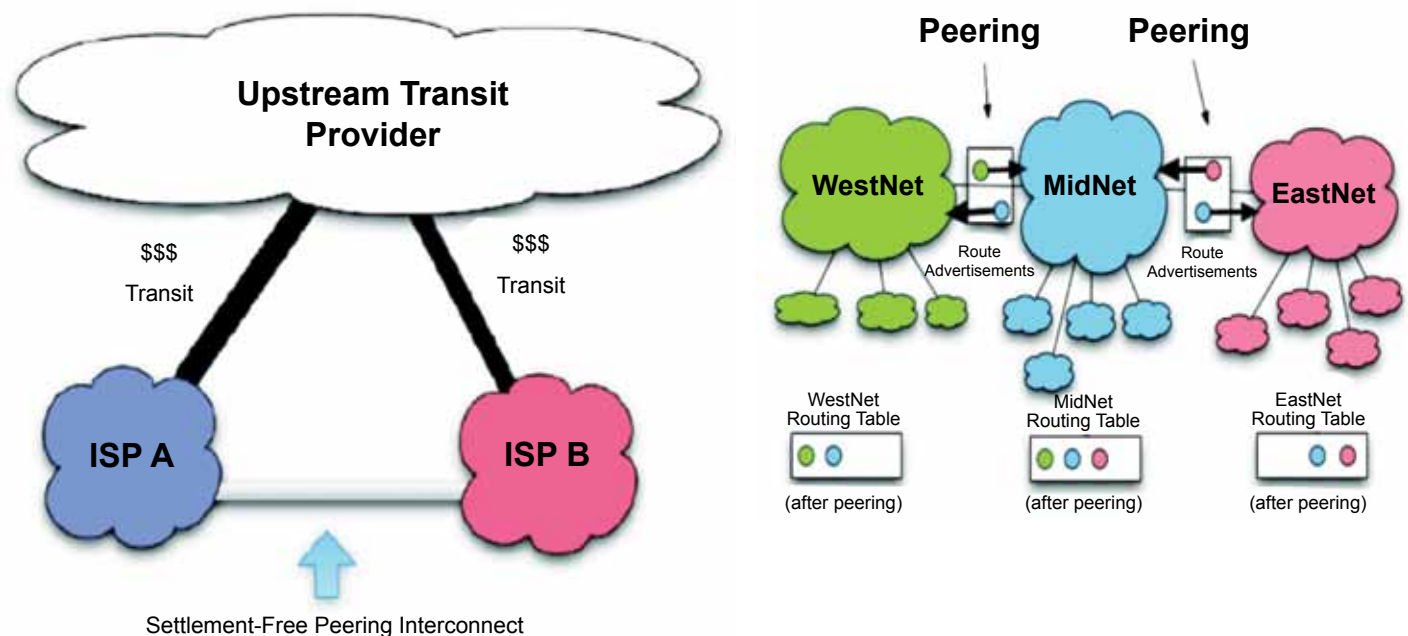 Upstream Transit
Provider
$$$
Transit
$$$
Transit
ISP A
ISP B
Settlement-Free Peering Interconnect
Peering
Peering
WestNet
MidNet
EastNet
Route
Advertisements
Route
Advertisements
WestNet
Routing Table
(after peering)
MidNet
Routing Table
(after peering)
EastNet
Routing Table
(after peering)